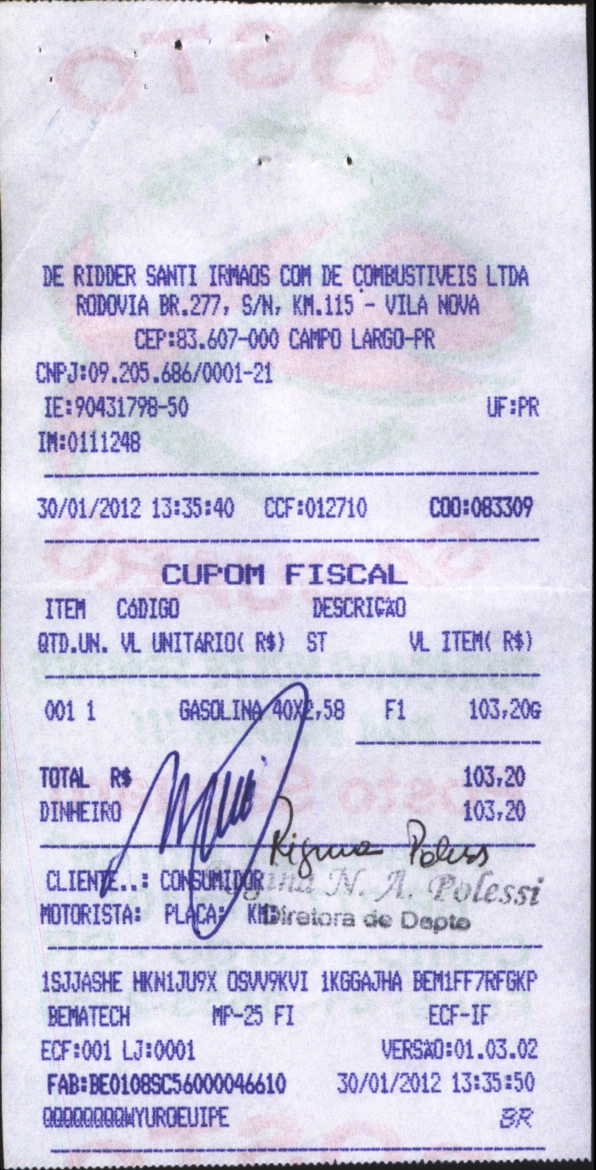 POSTO
DE RIDDER SANTI IRMAOS COM DE COMBUSTIVEIS LTDA
RODOVIA BR.277, S/N, KM.115 - VILA NOVA
CEP:83.607-000 CAMPO LARGO-PR
CNPJ:09.205.686/0001-21
IE:90431798-50 UF:PR
IM:0111248
30/01/2012 13:35:40 CCF:012710 COO:083309
CUPOM FISCAL
ITEM CóDIGO DESCRIÇÃO
QTD.UN. VL UNITARIO( R$) ST VL ITEM( R$)
001 1 GASOLINA 40X2,58 F1 103,20G
TOTAL R$ 103,20
DINHEIRO 103,20
CLIENTE..: CONSUMIDOR
N. A. Polessi
MOTORISTA: PLACA: KM:
Diretora de Depto
1SJJASHE HKN1JU9X OSVV9KVI 1KGGAJHA BEM1FF7RFGKP
BEMATECH MP-25 FI ECF-IF
ECF:001 LJ:0001 VERSÃO:01.03.02
FAB:BE0108SC56000046610 30/01/2012 13:35:50
QQQQQQQQWYUROEUIPE BR